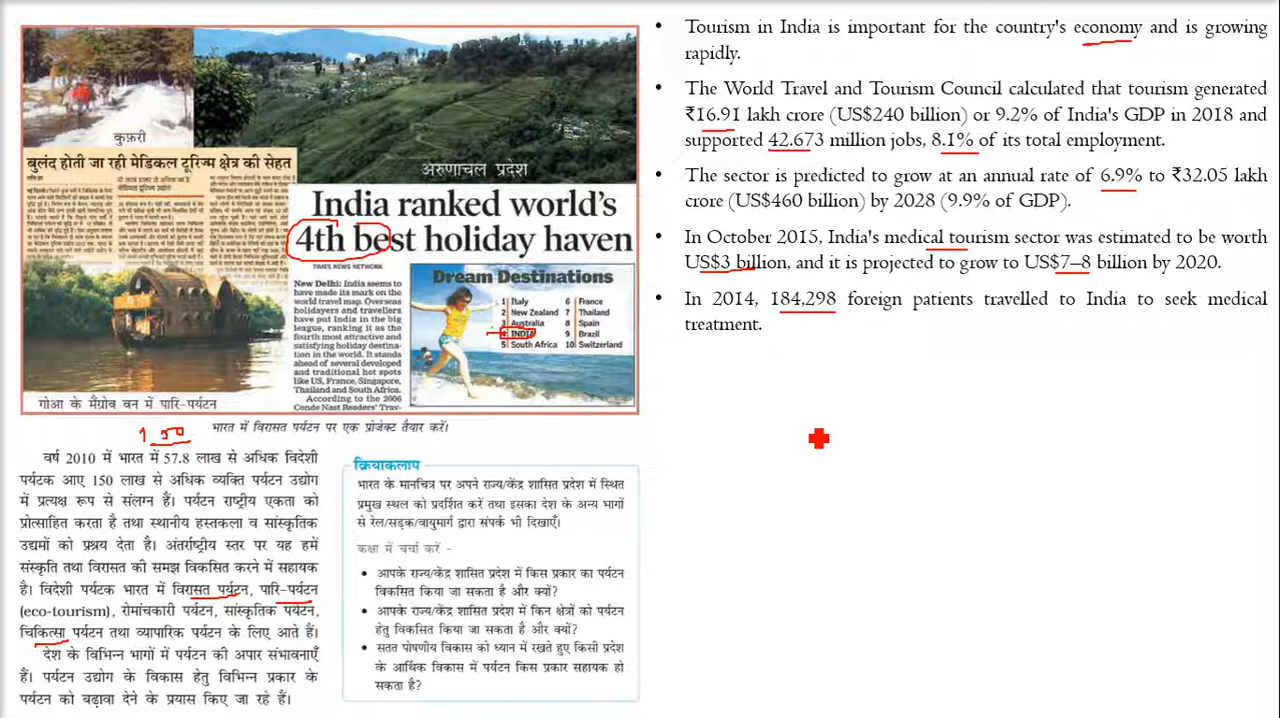 कुफ़री
बुलंद होती जा रही मेडिकल टूरिज्म क्षेत्र की सेहत
अरुणाचल प्रदेश
India ranked world's
4th best holiday haven
TIMES NEWS NETWORK
New Delhi: India seems to
have made its mark on the
world travel map. Overseas
holidayers and travellers
have put India in the big
league, ranking it as the
fourth most attractive and
satisfying holiday destina-
tion in the world. It stands
ahead of several developed
and traditional hot spots
like US, France, Singapore,
Thailand and South Africa.
According to the 2006
Conde Nast Readers' Trav-
Dream Destinations
1 Italy
2 New Zealand
3 Australia
4 INDIA
5 South Africa
6 France
7 Thailand
8 Spain
9 Brazil
10 Switzerland
गोआ के मैंग्रोव वन में पारि-पर्यटन
भारत में विरासत पर्यटन पर एक प्रोजेक्ट तैयार करें।
150
वर्ष 2010 में भारत में 57.8 लाख से अधिक विदेशी
पर्यटक आए 150 लाख से अधिक व्यक्ति पर्यटन उद्योग
में प्रत्यक्ष रूप से संलग्न हैं। पर्यटन राष्ट्रीय एकता को
प्रोत्साहित करता है तथा स्थानीय हस्तकला व सांस्कृतिक
उद्यमों को प्रश्रय देता है। अंतर्राष्ट्रीय स्तर पर यह हमें
संस्कृति तथा विरासत की समझ विकसित करने में सहायक
है। विदेशी पर्यटक भारत में विरासत पर्यटन, पारि-पर्यटन
(eco-tourism), रोमांचकारी पर्यटन, सांस्कृतिक पर्यटन,
चिकित्सा पर्यटन तथा व्यापारिक पर्यटन के लिए आते हैं।
देश के विभिन्न भागों में पर्यटन की अपार संभावनाएँ
हैं। पर्यटन उद्योग के विकास हेतु विभिन्न प्रकार के
पर्यटन को बढ़ावा देने के प्रयास किए जा रहे हैं।
क्रियाकलाप
भारत के मानचित्र पर अपने राज्य/केंद्र शासित प्रदेश में स्थित
प्रमुख स्थल को प्रदर्शित करें तथा इसका देश के अन्य भागों
से रेल/सड़क/वायुमार्ग द्वारा संपर्क भी दिखाएँ।
कक्षा में चर्चा करें -
• आपके राज्य/केंद्र शासित प्रदेश में किस प्रकार का पर्यटन
विकसित किया जा सकता है और क्यों?
• आपके राज्य/केंद्र शासित प्रदेश में किन क्षेत्रों को पर्यटन
हेतु विकसित किया जा सकता है और क्यों?
• सतत पोषणीय विकास को ध्यान में रखते हुए किसी प्रदेश
के आर्थिक विकास में पर्यटन किस प्रकार सहायक हो
सकता है?
• Tourism in India is important for the country's economy and is growing
rapidly.
• The World Travel and Tourism Council calculated that tourism generated
₹16.91 lakh crore (US$240 billion) or 9.2% of India's GDP in 2018 and
supported 42.673 million jobs, 8.1% of its total employment.
• The sector is predicted to grow at an annual rate of 6.9% to ₹32.05 lakh
crore (US$460 billion) by 2028 (9.9% of GDP).
• In October 2015, India's medical tourism sector was estimated to be worth
US$3 billion, and it is projected to grow to US$7–8 billion by 2020.
• In 2014, 184,298 foreign patients travelled to India to seek medical
treatment.